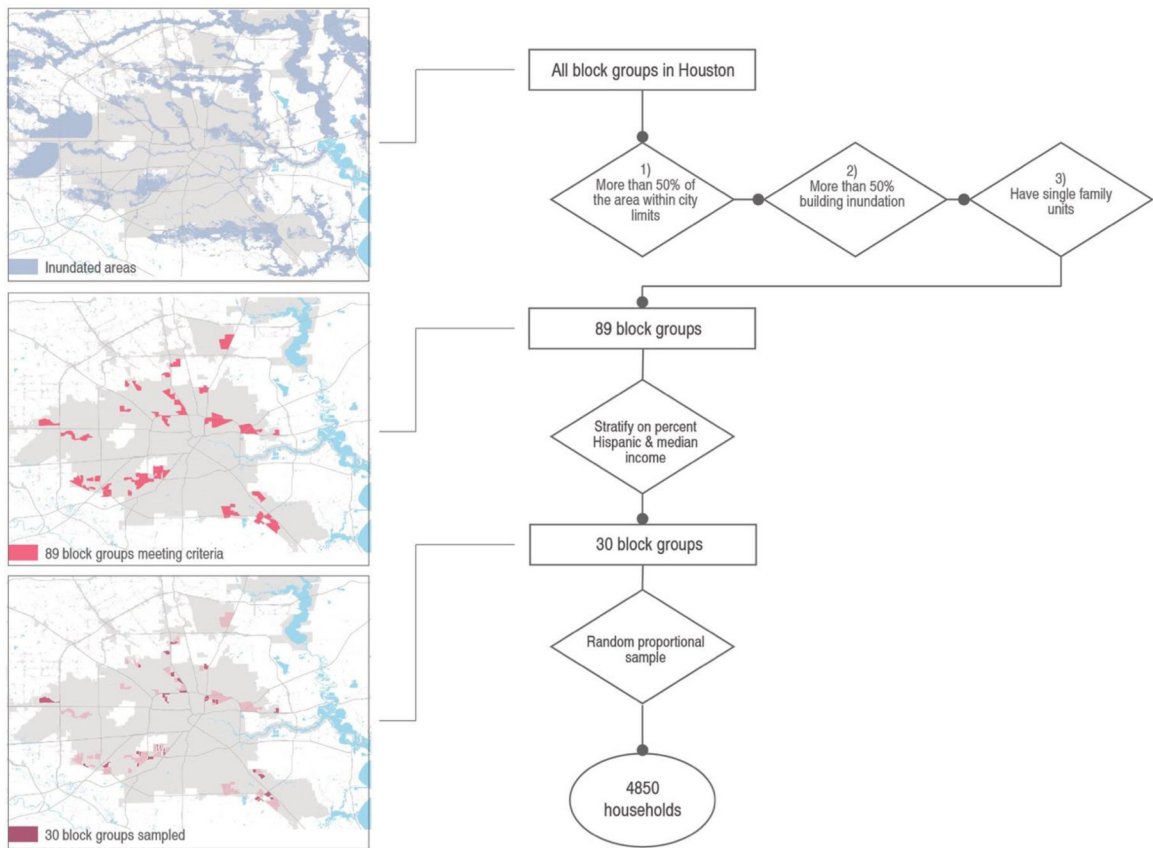 All block groups in Houston
1)
More than 50% of
the area within city
limits
2)
More than 50%
building inundation
3)
Have single family
units
Inundated areas
89 block groups
Stratify on percent
Hispanic & median
income
89 block groups meeting criteria
30 block groups
Random proportional
sample
4850
households
30 block groups sampled